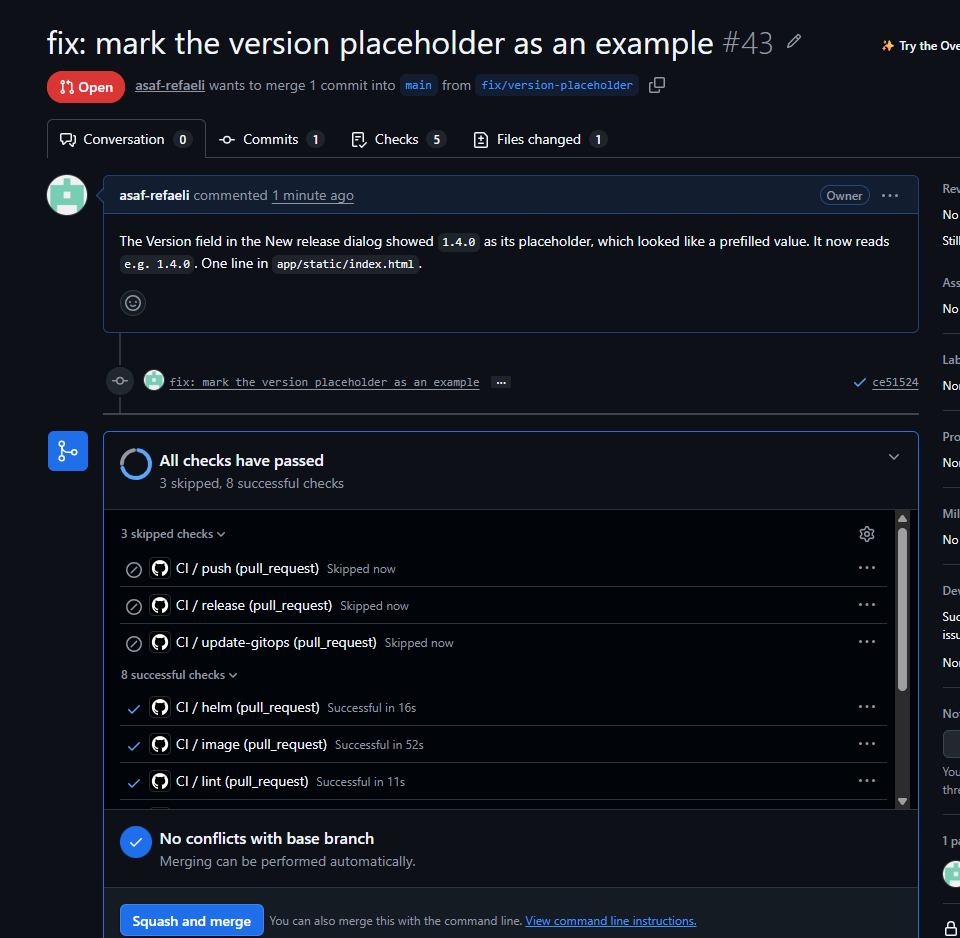 fix: mark the version placeholder as an example #43
Try the Ove
Open
asaf-refaeli wants to merge 1 commit into main from fix/version-placeholder
Conversation 0
Commits 1
Checks 5
Files changed 1
asaf-refaeli commented 1 minute ago
Owner
The Version field in the New release dialog showed 1.4.0 as its placeholder, which looked like a prefilled value. It now reads
e.g. 1.4.0. One line in app/static/index.html.
fix: mark the version placeholder as an example
ce51524
All checks have passed
3 skipped, 8 successful checks
3 skipped checks
CI / push (pull_request) Skipped now
CI / release (pull_request) Skipped now
CI / update-gitops (pull_request) Skipped now
8 successful checks
CI / helm (pull_request) Successful in 16s
CI / image (pull_request) Successful in 52s
CI / lint (pull_request) Successful in 11s
No conflicts with base branch
Merging can be performed automatically.
Squash and merge
You can also merge this with the command line. View command line instructions.
Rev
No
Still
Ass
No
Lab
Nor
Pro
Nor
Mil
No
Dev
Suc
issu
Nor
Not
You
thre
1 pa